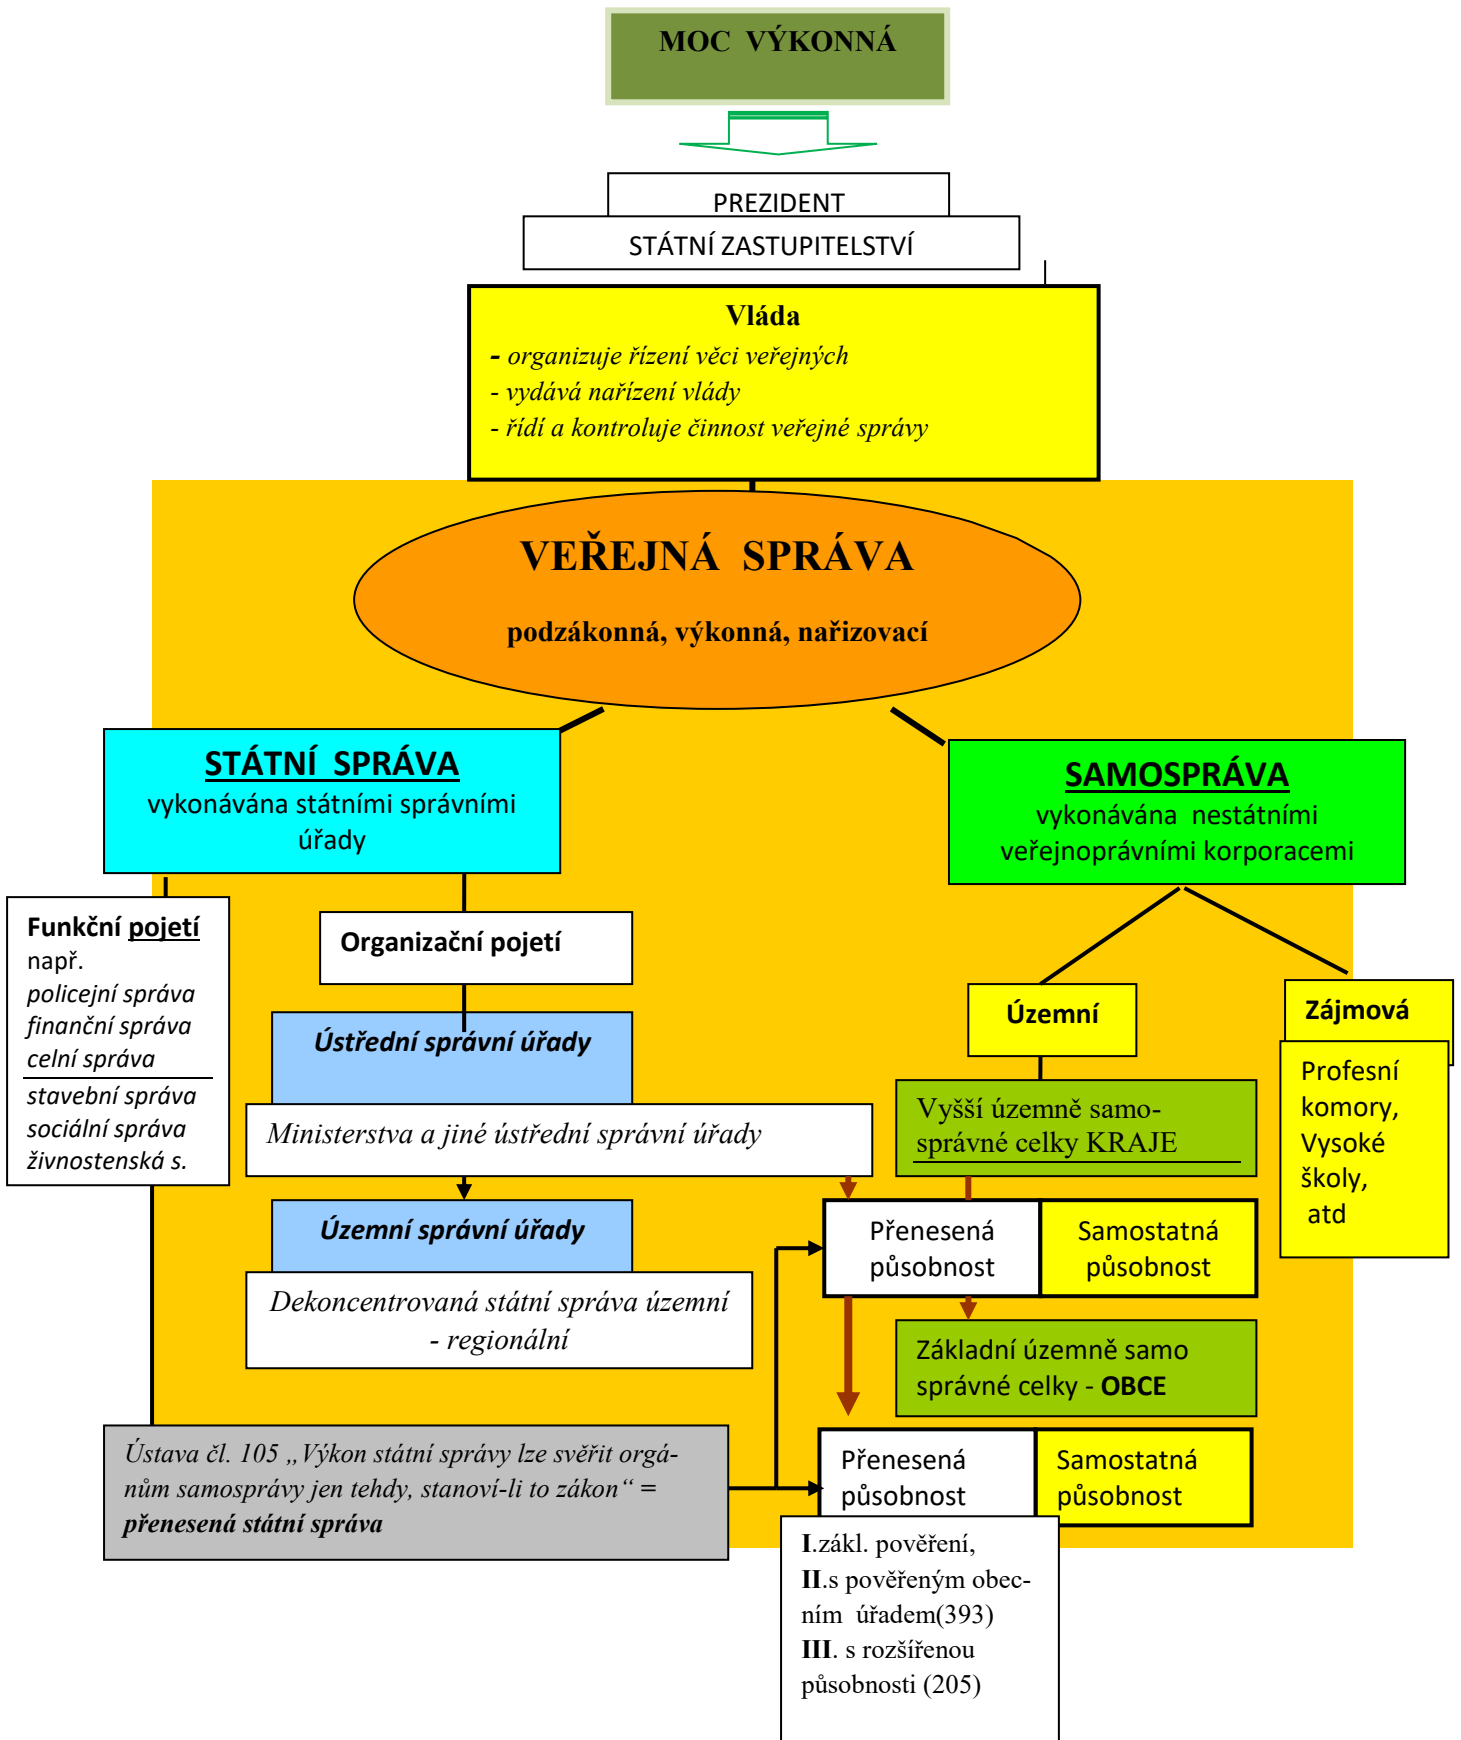 MOC VÝKONNÁ
PREZIDENT
STÁTNÍ ZASTUPITELSTVÍ
Vláda
- organizuje řízení věci veřejných
- vydává nařízení vlády
- řídí a kontroluje činnost veřejné správy
VEŘEJNÁ SPRÁVA
podzákonná, výkonná, nařizovací
STÁTNÍ SPRÁVA
vykonávána státními správními
úřady
SAMOSPRÁVA
vykonávána nestátními
veřejnoprávními korporacemi
Funkční pojetí
např.
policejní správa
finanční správa
celní správa
stavební správa
sociální správa
živnostenská s.
Organizační pojetí
Ústřední správní úřady
Ministerstva a jiné ústřední správní úřady
Územní správní úřady
Dekoncentrovaná státní správa územní
- regionální
Územní
Zájmová
Profesní
komory,
Vysoké
školy,
atd
Vyšší územně samo-
správné celky KRAJE
Přenesená
působnost
Samostatná
působnost
Základní územně samo
správné celky - OBCE
Ústava čl. 105 „Výkon státní správy lze svěřit orgá-
nům samosprávy jen tehdy, stanoví-li to zákon“ =
přenesená státní správa
Přenesená
působnost
Samostatná
působnost
I.zákl. pověření,
II.s pověřeným obec-
ním úřadem(393)
III. s rozšířenou
působnosti (205)